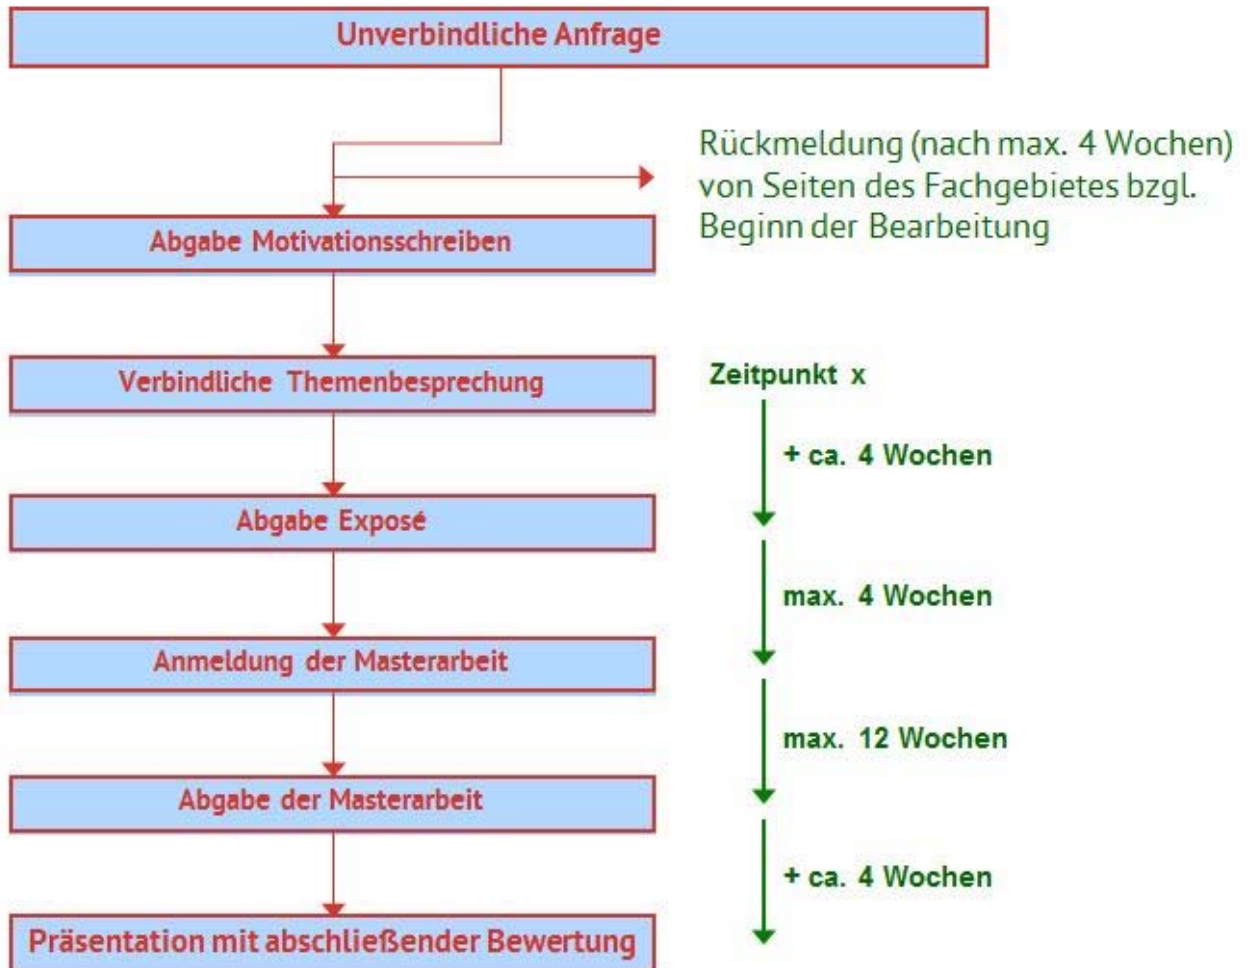 Unverbindliche Anfrage
Rückmeldung (nach max. 4 Wochen)
von Seiten des Fachgebietes bzgl.
Beginn der Bearbeitung
Abgabe Motivationsschreiben
Verbindliche Themenbesprechung
Zeitpunkt x
+ ca. 4 Wochen
Abgabe Exposé
max. 4 Wochen
Anmeldung der Masterarbeit
max. 12 Wochen
Abgabe der Masterarbeit
+ ca. 4 Wochen
Präsentation mit abschließender Bewertung